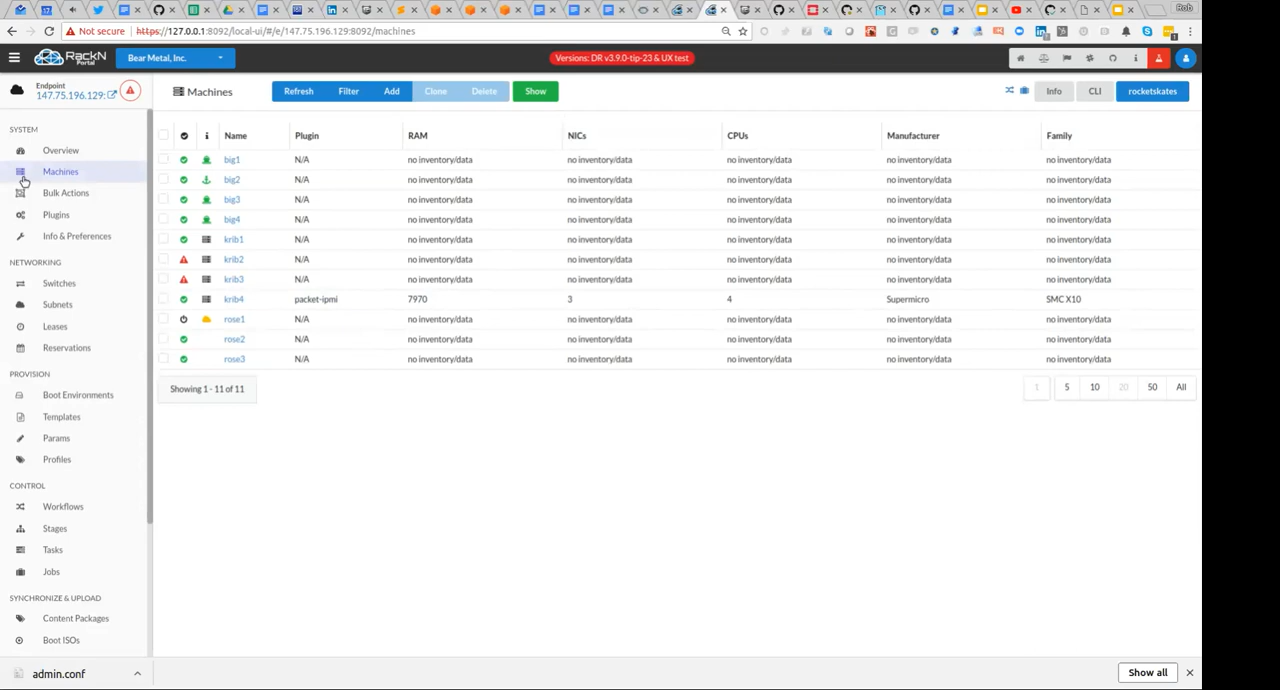 Rob
Not secure https://127.0.0.1:8092/local-ui/#/e/147.75.196.129:8092/machines
RackN
Portal
Bear Metal, Inc.
Versions: DR v3.9.0-tip-23 & UX test
Endpoint
147.75.196.129:
Machines
Refresh Filter Add Clone Delete Show
Info CLI rocketskates
SYSTEM
Overview
Machines
Bulk Actions
Plugins
Info & Preferences
NETWORKING
Switches
Subnets
Leases
Reservations
PROVISION
Boot Environments
Templates
Params
Profiles
CONTROL
Workflows
Stages
Tasks
Jobs
SYNCHRONIZE & UPLOAD
Content Packages
Boot ISOs
Name Plugin RAM NICs CPUs Manufacturer Family
big1 N/A no inventory/data no inventory/data no inventory/data no inventory/data no inventory/data
big2 N/A no inventory/data no inventory/data no inventory/data no inventory/data no inventory/data
big3 N/A no inventory/data no inventory/data no inventory/data no inventory/data no inventory/data
big4 N/A no inventory/data no inventory/data no inventory/data no inventory/data no inventory/data
krib1 N/A no inventory/data no inventory/data no inventory/data no inventory/data no inventory/data
krib2 N/A no inventory/data no inventory/data no inventory/data no inventory/data no inventory/data
krib3 N/A no inventory/data no inventory/data no inventory/data no inventory/data no inventory/data
krib4 packet-ipmi 7970 3 4 Supermicro SMC X10
rose1 N/A no inventory/data no inventory/data no inventory/data no inventory/data no inventory/data
rose2 N/A no inventory/data no inventory/data no inventory/data no inventory/data no inventory/data
rose3 N/A no inventory/data no inventory/data no inventory/data no inventory/data no inventory/data
Showing 1 - 11 of 11
1 5 10 20 50 All
admin.conf
Show all